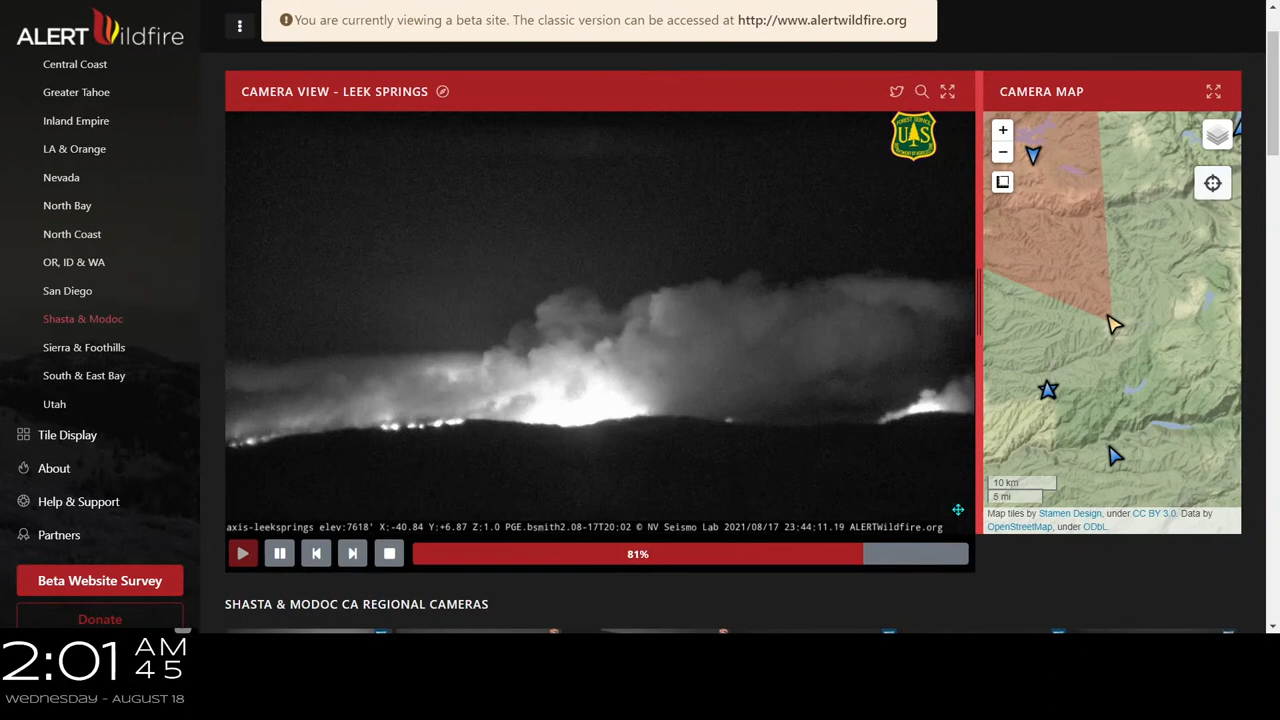 ALERTWildfire
Central Coast
Greater Tahoe
Inland Empire
LA & Orange
Nevada
North Bay
North Coast
OR, ID & WA
San Diego
Shasta & Modoc
Sierra & Foothills
South & East Bay
Utah
Tile Display
About
Help & Support
Partners
Beta Website Survey
Donate
You are currently viewing a beta site. The classic version can be accessed at http://www.alertwildfire.org
CAMERA VIEW - LEEK SPRINGS
FOREST SERVICE
U S
DEPARTMENT OF AGRICULTURE
axis-leeksprings elev:7618' X:-40.84 Y:+6.87 Z:1.0 PGE.bsmith2.08-17T20:02 © NV Seismo Lab 2021/08/17 23:44:11.19 ALERTWildfire.org
81%
CAMERA MAP
+
−
10 km
5 mi
Map tiles by Stamen Design, under CC BY 3.0. Data by
OpenStreetMap, under ODbL.
SHASTA & MODOC CA REGIONAL CAMERAS
2:01 AM
45
WEDNESDAY - AUGUST 18